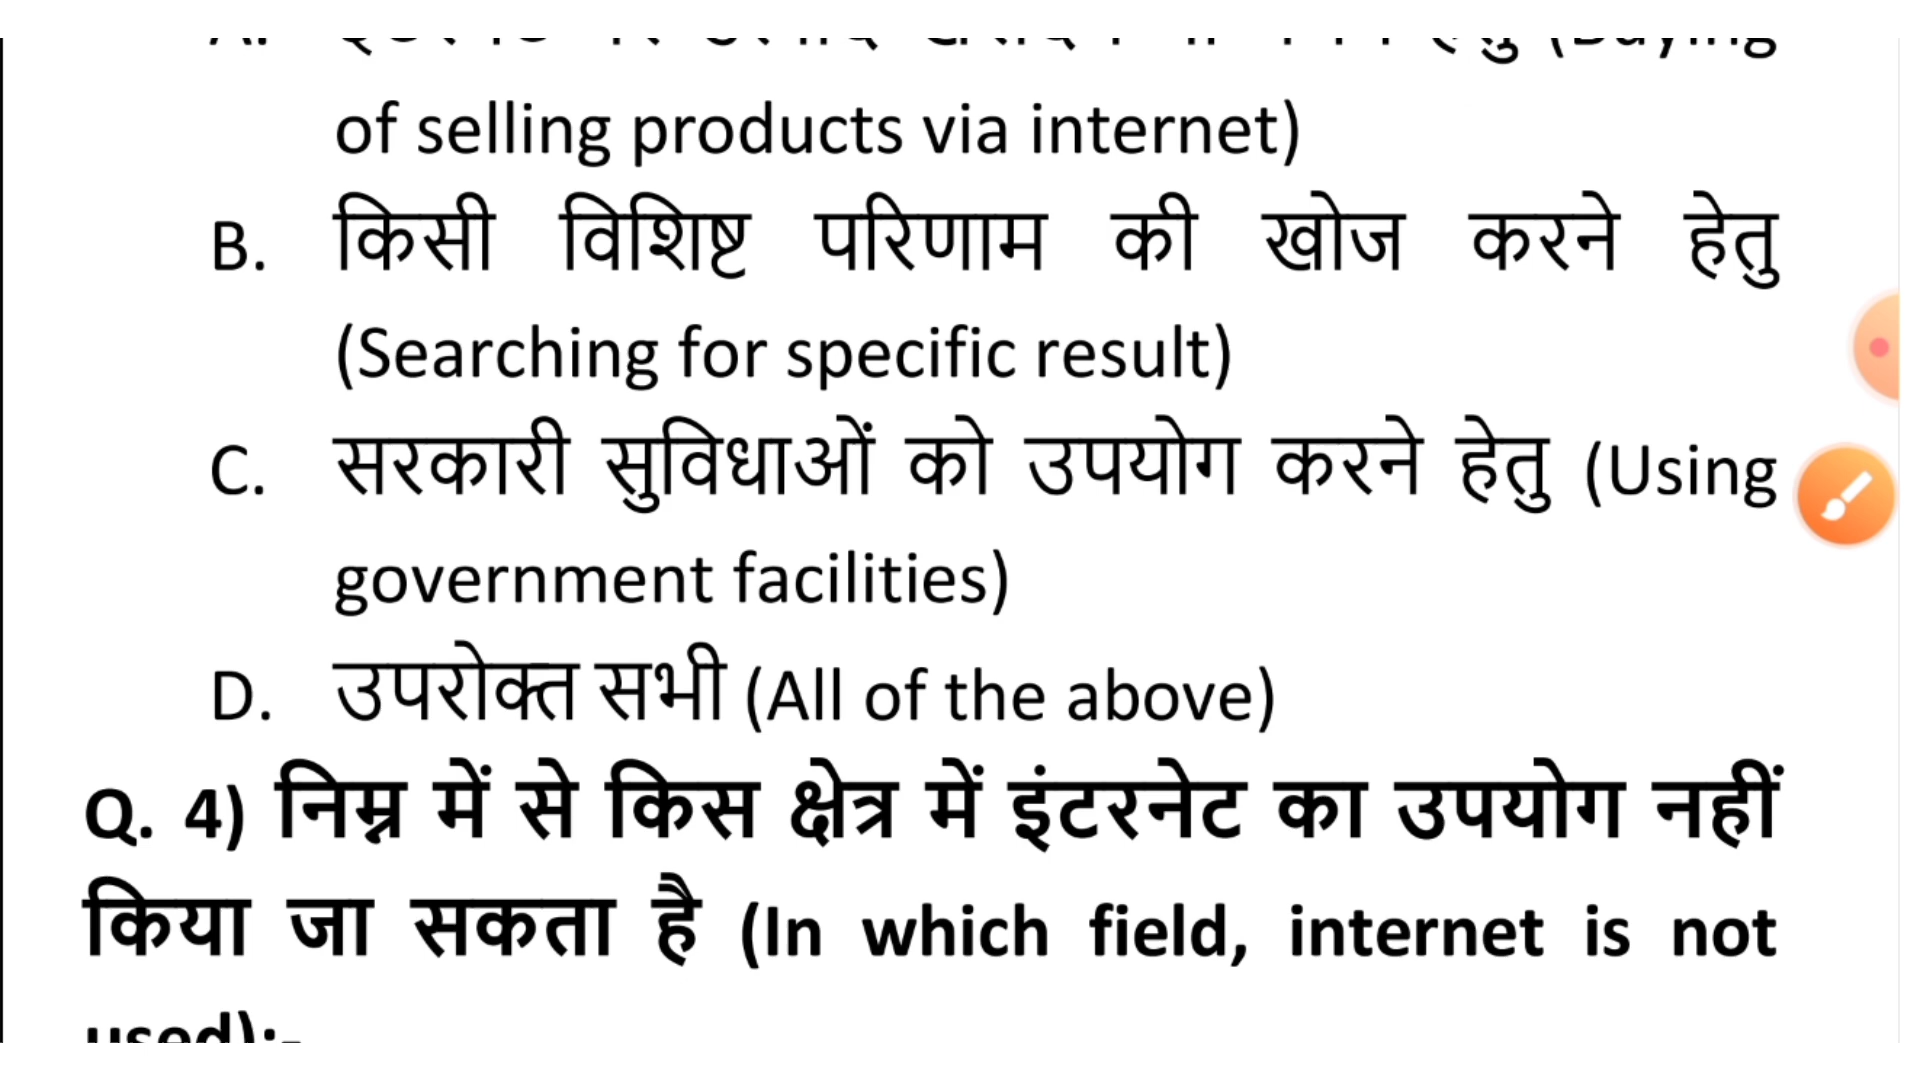 of selling products via internet)
B. किसी विशिष्ट परिणाम की खोज करने हेतु
(Searching for specific result)
C. सरकारी सुविधाओं को उपयोग करने हेतु (Using
government facilities)
D. उपरोक्त सभी (All of the above)
Q. 4) निम्न में से किस क्षेत्र में इंटरनेट का उपयोग नहीं
किया जा सकता है (In which field, internet is not
used):-